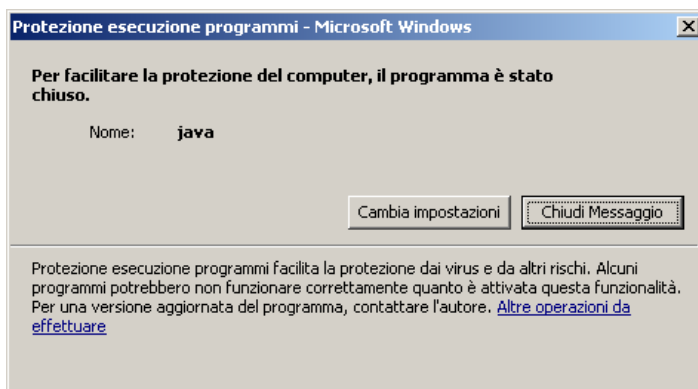 Protezione esecuzione programmi - Microsoft Windows
Per facilitare la protezione del computer, il programma è stato
chiuso.
Nome: java
Cambia impostazioni Chiudi Messaggio
Protezione esecuzione programmi facilita la protezione dai virus e da altri rischi. Alcuni
programmi potrebbero non funzionare correttamente quanto è attivata questa funzionalità.
Per una versione aggiornata del programma, contattare l'autore. Altre operazioni da
effettuare